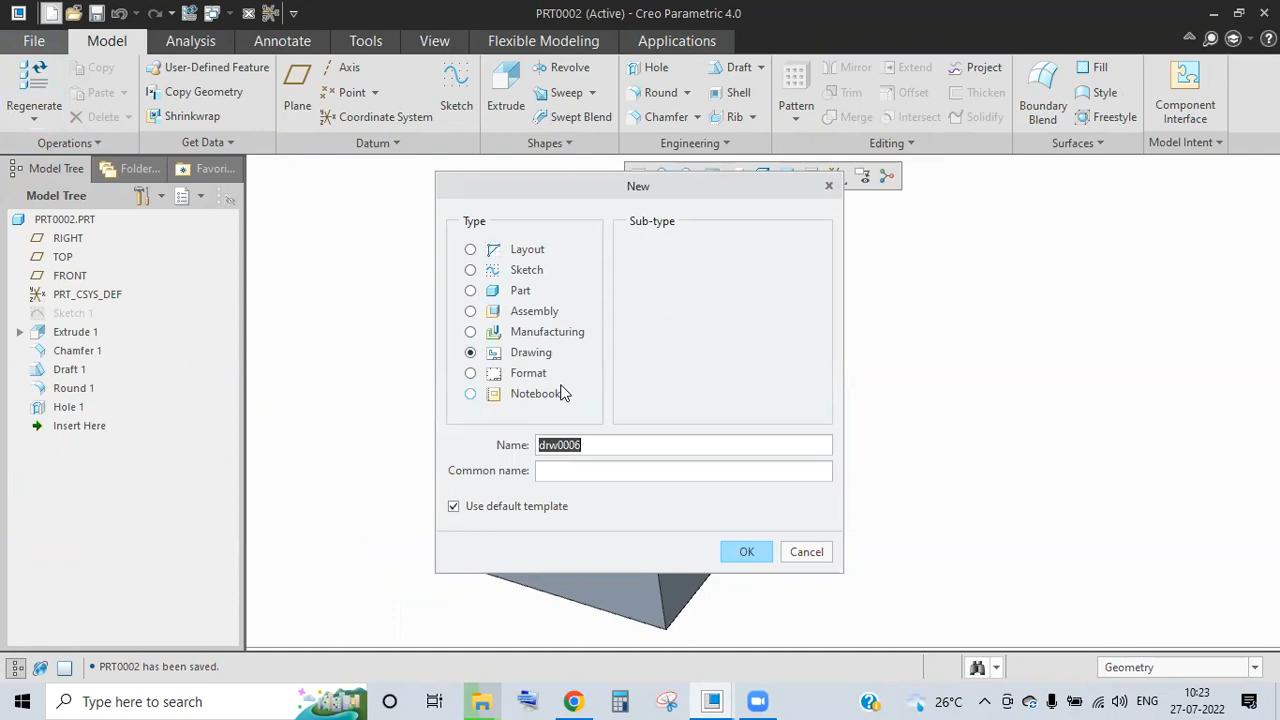 PRT0002 (Active) - Creo Parametric 4.0
File Model Analysis Annotate Tools View Flexible Modeling Applications
Regenerate
Copy
Paste
Delete
User-Defined Feature
Copy Geometry
Shrinkwrap
Plane
Axis
Point
Coordinate System
Sketch
Extrude
Revolve
Sweep
Swept Blend
Hole
Round
Chamfer
Draft
Shell
Rib
Pattern
Mirror
Trim
Merge
Extend
Offset
Intersect
Project
Thicken
Solidify
Boundary
Blend
Fill
Style
Freestyle
Component
Interface
Operations Get Data Datum Shapes Engineering Editing Surfaces Model Intent
Model Tree Folder... Favori...
Model Tree
PRT0002.PRT
RIGHT
TOP
FRONT
PRT_CSYS_DEF
Sketch 1
Extrude 1
Chamfer 1
Draft 1
Round 1
Hole 1
Insert Here
New
Type
Sub-type
Layout
Sketch
Part
Assembly
Manufacturing
Drawing
Format
Notebook
Name: drw0006
Common name:
Use default template
OK Cancel
• PRT0002 has been saved.
Geometry
Type here to search
26°C
ENG
10:23
27-07-2022